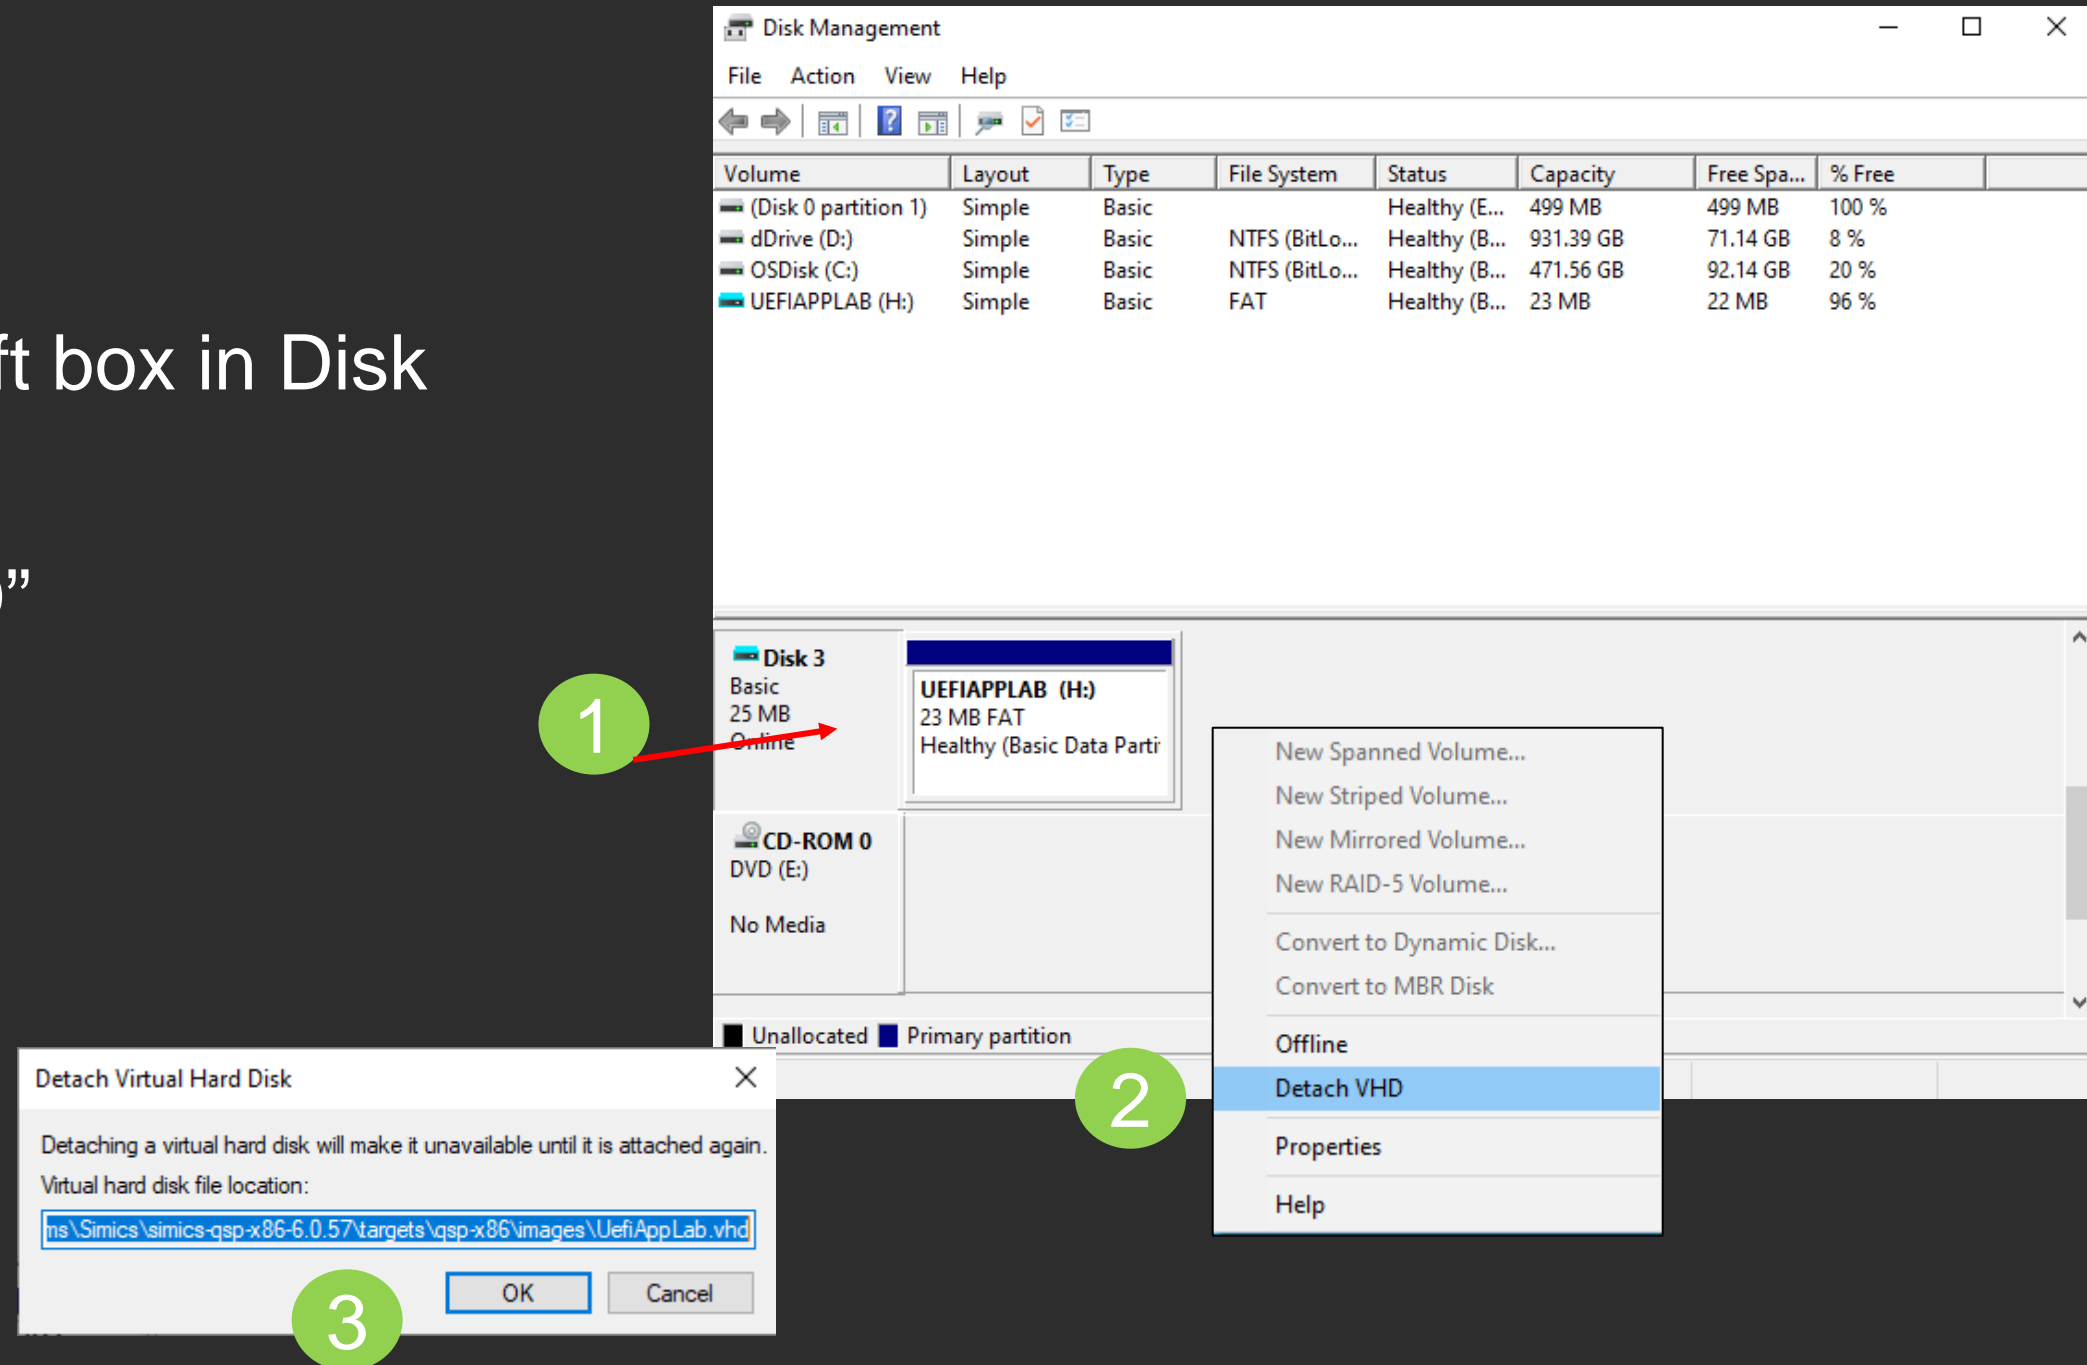 ft box in Disk
”
1
Disk Management
File Action View Help
Volume Layout Type File System Status Capacity Free Spa... % Free
(Disk 0 partition 1) Simple Basic Healthy (E... 499 MB 499 MB 100 %
dDrive (D:) Simple Basic NTFS (BitLo... Healthy (B... 931.39 GB 71.14 GB 8 %
OSDisk (C:) Simple Basic NTFS (BitLo... Healthy (B... 471.56 GB 92.14 GB 20 %
UEFIAPPLAB (H:) Simple Basic FAT Healthy (B... 23 MB 22 MB 96 %
Disk 3
Basic
25 MB
Online
UEFIAPPLAB (H:)
23 MB FAT
Healthy (Basic Data Parti
CD-ROM 0
DVD (E:)
No Media
Unallocated Primary partition
2
New Spanned Volume...
New Striped Volume...
New Mirrored Volume...
New RAID-5 Volume...
Convert to Dynamic Disk...
Convert to MBR Disk
Offline
Detach VHD
Properties
Help
Detach Virtual Hard Disk
Detaching a virtual hard disk will make it unavailable until it is attached again.
Virtual hard disk file location:
ms\Simics\simics-qsp-x86-6.0.57\targets\qsp-x86\images\UefiAppLab.vhd
OK Cancel
3